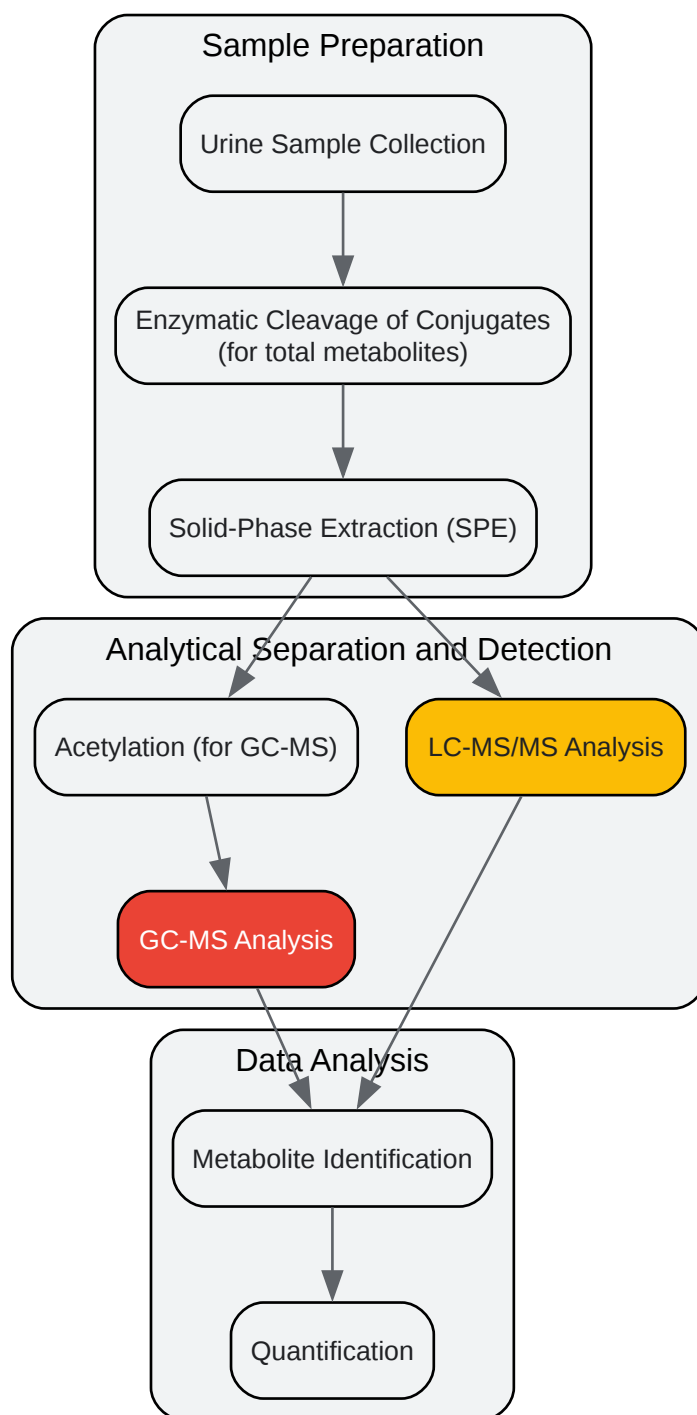 Sample Preparation
Urine Sample Collection
Enzymatic Cleavage of Conjugates
(for total metabolites)
Solid-Phase Extraction (SPE)
Analytical Separation and Detection
Acetylation (for GC-MS)
LC-MS/MS Analysis
GC-MS Analysis
Data Analysis
Metabolite Identification
Quantification